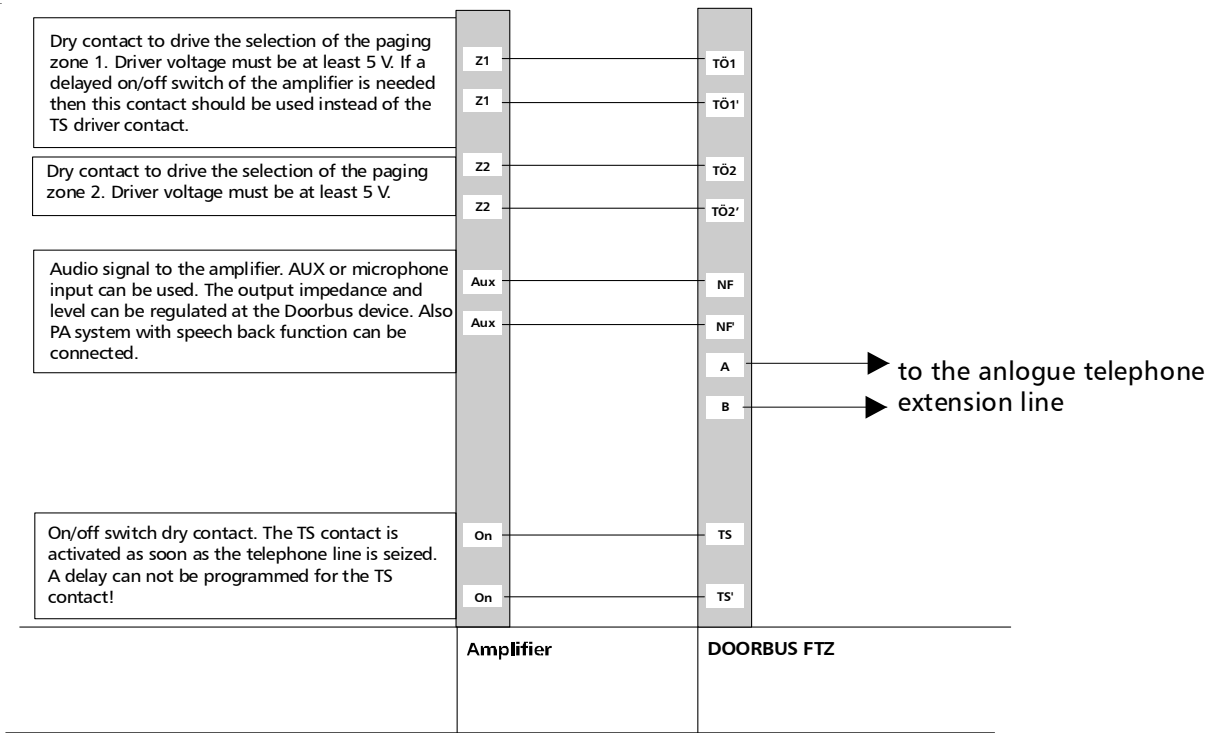 Dry contact to drive the selection of the paging
zone 1. Driver voltage must be at least 5 V. If a
delayed on/off switch of the amplifier is needed
then this contact should be used instead of the
TS driver contact.
Z1
TÖ1
Z1
TÖ1'
Dry contact to drive the selection of the paging
zone 2. Driver voltage must be at least 5 V.
Z2
TÖ2
Z2
TÖ2’
Audio signal to the amplifier. AUX or microphone
input can be used. The output impedance and
level can be regulated at the Doorbus device. Also
PA system with speech back function can be
connected.
Aux
NF
Aux
NF'
A
B
to the anlogue telephone
extension line
On/off switch dry contact. The TS contact is
activated as soon as the telephone line is seized.
A delay can not be programmed for the TS
contact!
On
TS
On
TS'
Amplifier
DOORBUS FTZ